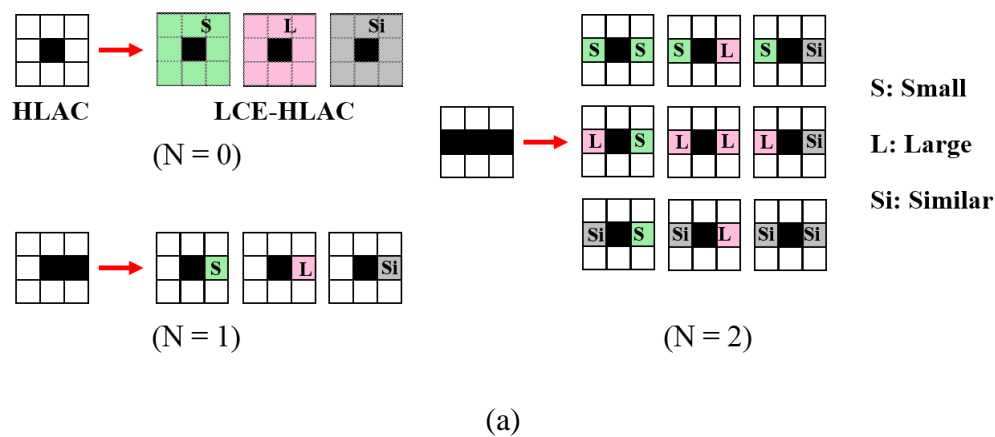 S L Si
HLAC LCE-HLAC
(N = 0)
S L Si
(N = 1)
S S S L S Si
L S L L L Si
Si S Si L Si Si
(N = 2)
S: Small
L: Large
Si: Similar
(a)